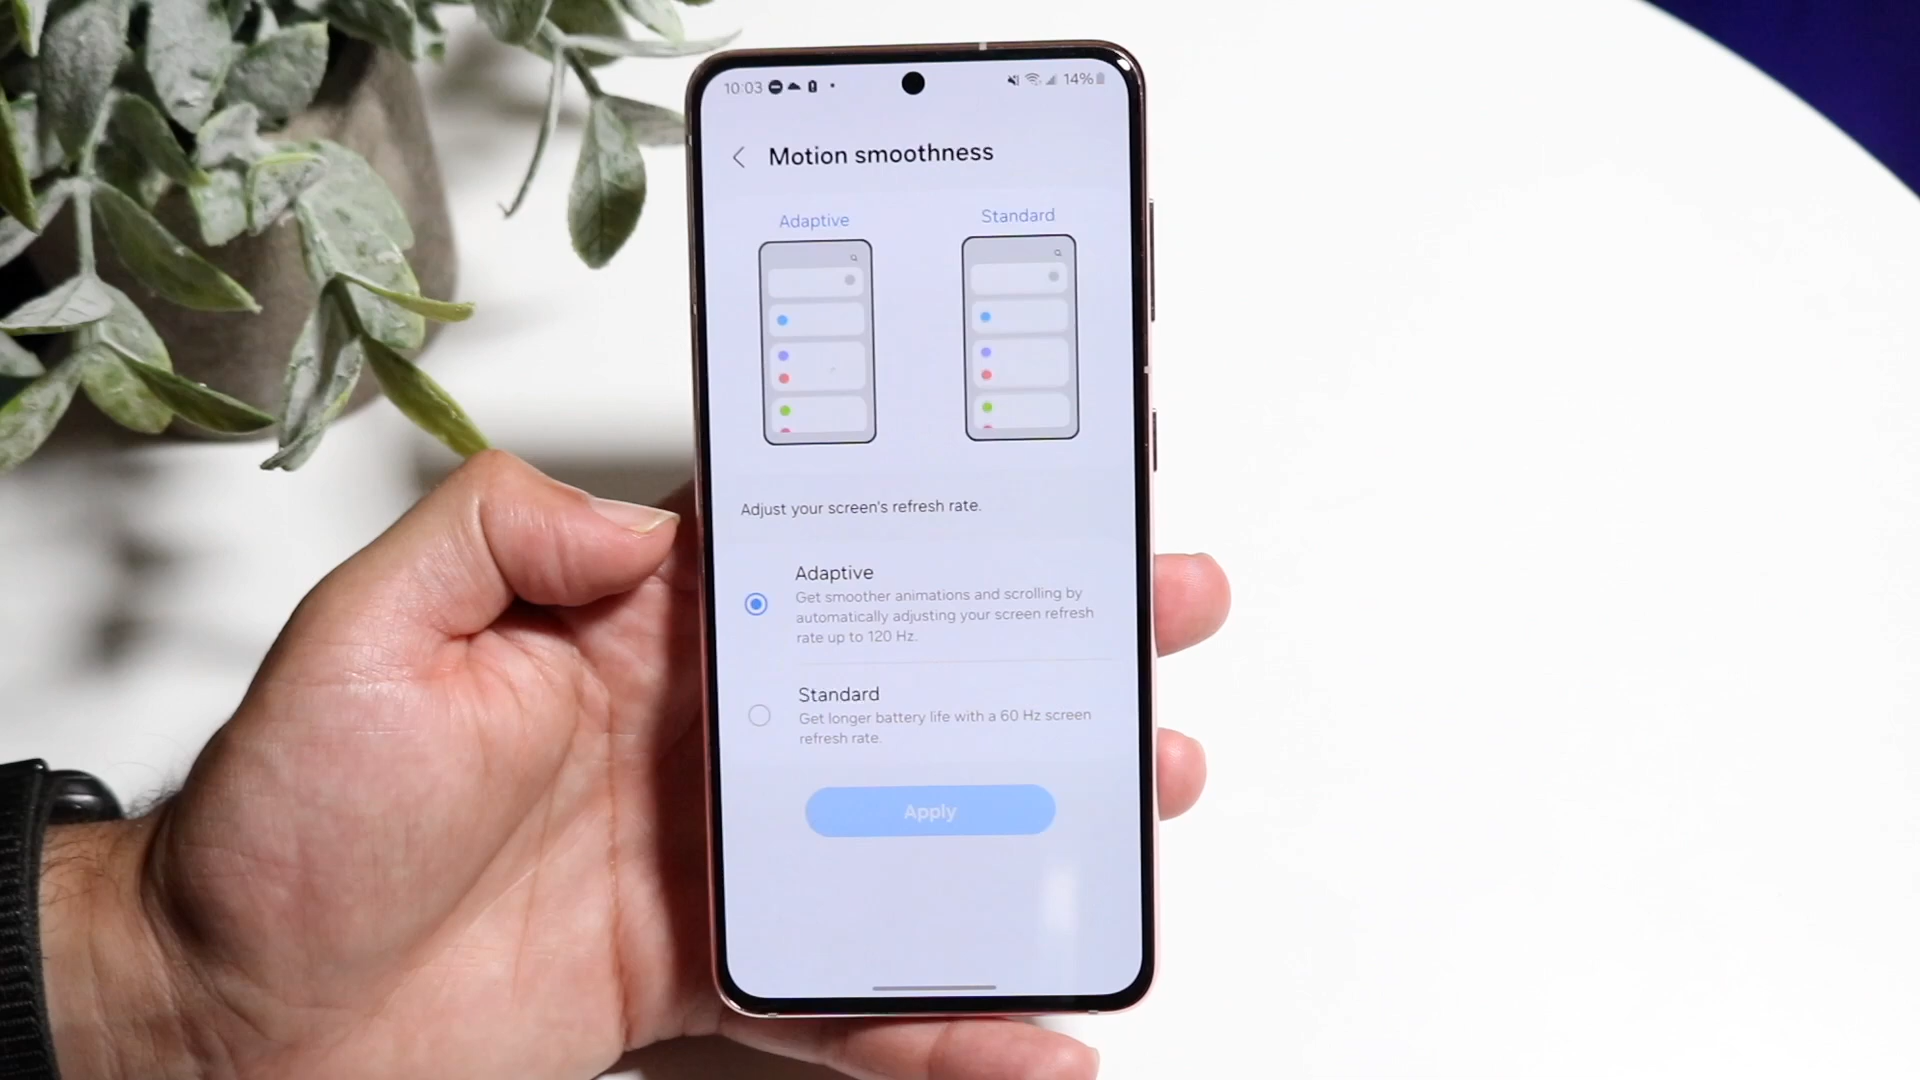 10:03
14%
Motion smoothness
Adaptive
Standard
Adjust your screen's refresh rate.
Adaptive
Get smoother animations and scrolling by
automatically adjusting your screen refresh
rate up to 120 Hz.
Standard
Get longer battery life with a 60 Hz screen
refresh rate.
Apply